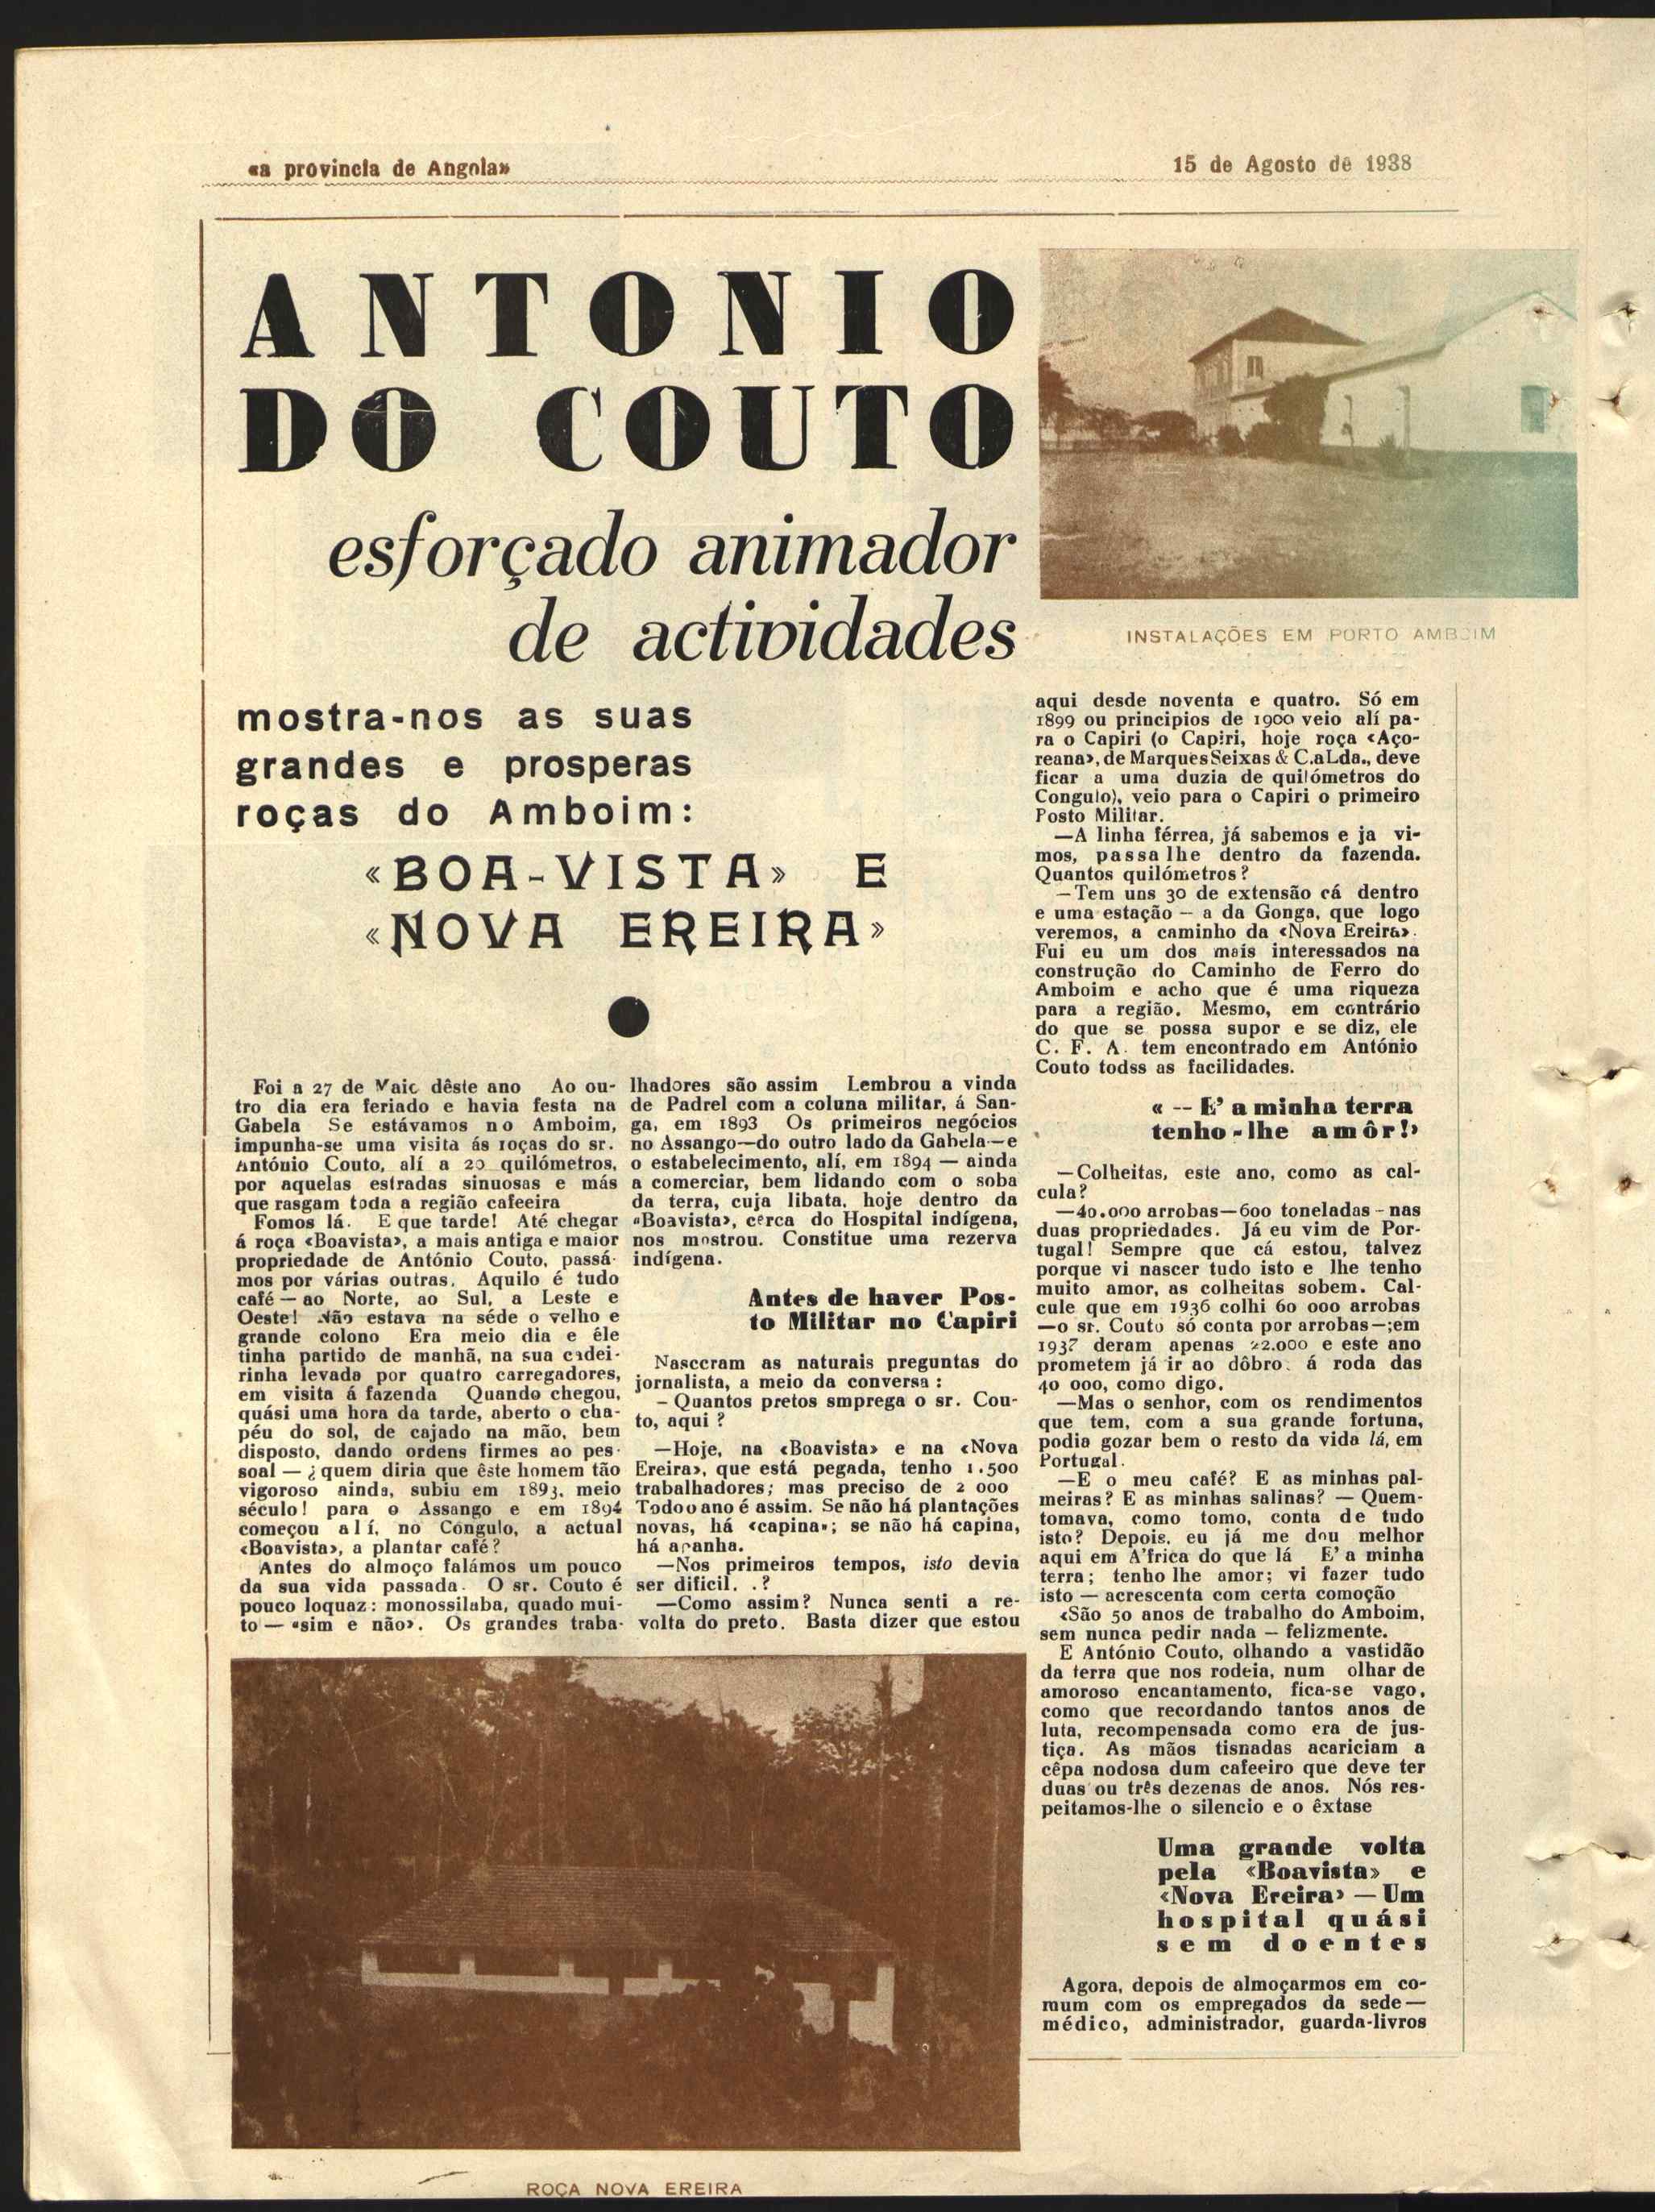 «a provincia de Angola»
15 de Agosto de 1938
ANTONIO
DO COUTO
esforçado animador
de actividades
INSTALAÇÕES EM PORTO AMBOIM
mostra-nos as suas
grandes e prosperas
roças do Amboim:
«BOA-VISTA» E
«NOVA EREIRA»
Foi a 27 de Maio dêste ano Ao ou-
tro dia era feriado e havia festa na
Gabela Se estávamos no Amboim,
impunha-se uma visita ás roças do sr.
António Couto, alí a 20 quilómetros,
por aquelas estradas sinuosas e más
que rasgam toda a região cafeeira
Fomos lá. E que tarde! Até chegar
á roça «Boavista», a mais antiga e maior
propriedade de António Couto, passá-
mos por várias outras. Aquilo é tudo
café — ao Norte, ao Sul, a Leste e
Oeste! Não estava na séde o velho e
grande colono Era meio dia e éle
tinha partido de manhã, na sua cadei-
rinha levada por quatro carregadores,
em visita á fazenda Quando chegou,
quási uma hora da tarde, aberto o cha-
péu do sol, de cajado na mão, bem
disposto, dando ordens firmes ao pes-
soal — ¿quem diria que êste homem tão
vigoroso ainda, subiu em 1893, meio
século! para o Assango e em 1894
começou alí, no Cóngulo, a actual
«Boavista», a plantar café?
Antes do almoço falámos um pouco
da sua vida passada. O sr. Couto é
pouco loquaz: monossilaba, quado mui-
to — «sim e não». Os grandes traba-
lhadores são assim Lembrou a vinda
de Padrel com a coluna militar, á San-
ga, em 1893 Os primeiros negócios
no Assango—do outro lado da Gabela—e
o estabelecimento, alí, em 1894 — ainda
a comerciar, bem lidando com o soba
da terra, cuja libata, hoje dentro da
«Boavista», cerca do Hospital indígena,
nos mostrou. Constitue uma rezerva
indígena.
Antes de haver Pos-
to Militar no Capiri
Nasceram as naturais preguntas do
jornalista, a meio da conversa:
— Quantos pretos smprega o sr. Cou-
to, aqui?
—Hoje, na «Boavista» e na «Nova
Ereira», que está pegada, tenho 1.500
trabalhadores; mas preciso de 2 000
Todo o ano é assim. Se não há plantações
novas, há «capina»; se não há capina,
há apanha.
—Nos primeiros tempos, isto devia
ser dificil. .?
—Como assim? Nunca senti a re-
volta do preto. Basta dizer que estou
aqui desde noventa e quatro. Só em
1899 ou principios de 1900 veio alí pa-
ra o Capiri (o Capiri, hoje roça «Aço-
reana», de Marques Seixas & C.a Lda., deve
ficar a uma duzia de quilómetros do
Congulo), veio para o Capiri o primeiro
Posto Militar.
—A linha férrea, já sabemos e ja vi-
mos, passa lhe dentro da fazenda.
Quantos quilómetros?
—Tem uns 30 de extensão cá dentro
e uma estação — a da Gonga, que logo
veremos, a caminho da «Nova Ereira».
Fui eu um dos mais interessados na
construção do Caminho de Ferro do
Amboim e acho que é uma riqueza
para a região. Mesmo, em contrário
do que se possa supor e se diz, ele
C. F. A. tem encontrado em António
Couto todss as facilidades.
« -- E' a minha terra
tenho-lhe amôr!»
—Colheitas, este ano, como as cal-
cula?
—40.000 arrobas—600 toneladas - nas
duas propriedades. Já eu vim de Por-
tugal! Sempre que cá estou, talvez
porque vi nascer tudo isto e lhe tenho
muito amor, as colheitas sobem. Cal-
cule que em 1936 colhi 60 000 arrobas
—o sr. Couto só conta por arrobas—;em
1937 deram apenas 22.000 e este ano
prometem já ir ao dôbro. á roda das
40 000, como digo.
—Mas o senhor, com os rendimentos
que tem, com a sua grande fortuna,
podia gozar bem o resto da vida lá, em
Portugal.
—E o meu café? E as minhas pal-
meiras? E as minhas salinas? — Quem-
tomava, como tomo, conta de tudo
isto? Depois, eu já me dou melhor
aqui em A'frica do que lá E' a minha
terra; tenho lhe amor; vi fazer tudo
isto — acrescenta com certa comoção
«São 50 anos de trabalho do Amboim,
sem nunca pedir nada — felizmente.
E António Couto, olhando a vastidão
da terra que nos rodeia, num olhar de
amoroso encantamento, fica-se vago,
como que recordando tantos anos de
luta, recompensada como era de jus-
tiça. As mãos tisnadas acariciam a
cêpa nodosa dum cafeeiro que deve ter
duas ou três dezenas de anos. Nós res-
peitamos-lhe o silencio e o êxtase
Uma grande volta
pela «Boavista» e
«Nova Ereira» — Um
hospital quási
sem doentes
Agora, depois de almoçarmos em co-
mum com os empregados da sede—
médico, administrador, guarda-livros
ROÇA NOVA EREIRA